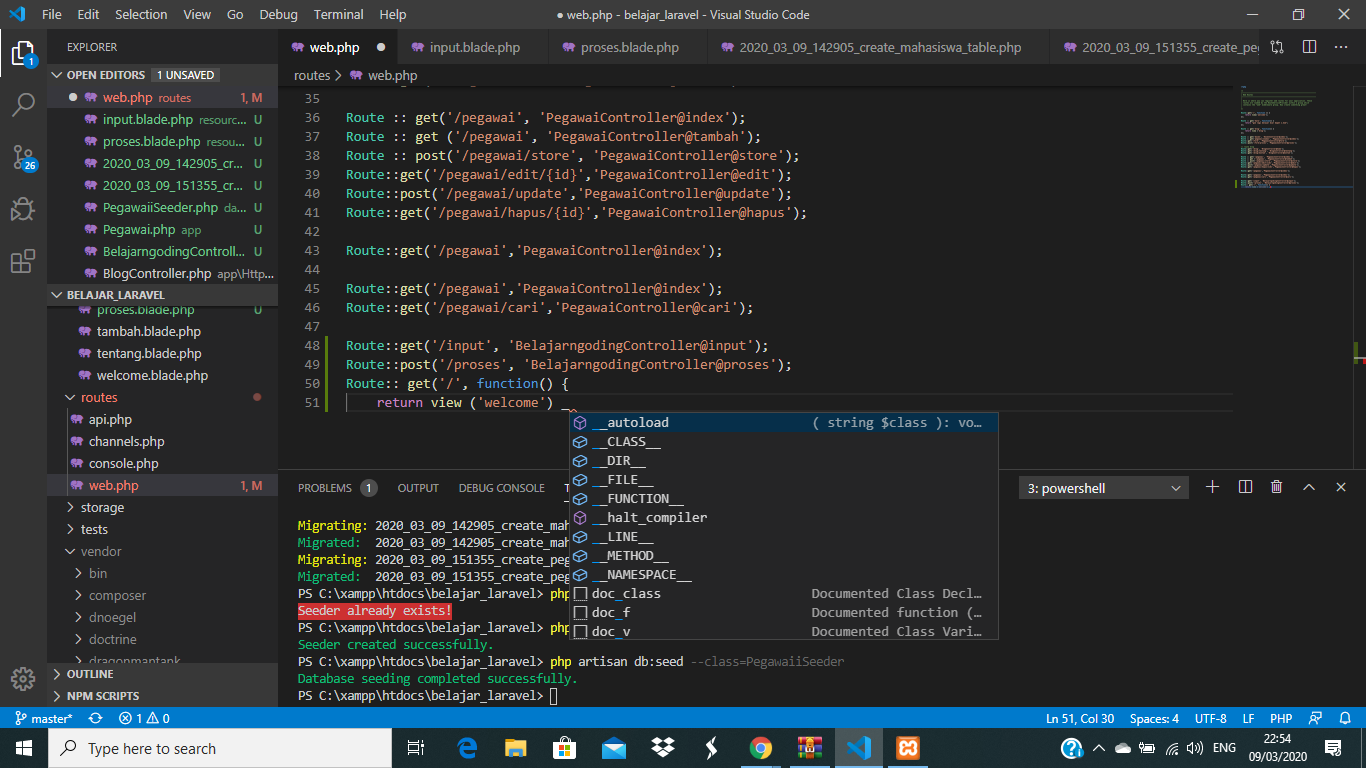 File Edit Selection View Go Debug Terminal Help
● web.php - belajar_laravel - Visual Studio Code
EXPLORER
OPEN EDITORS 1 UNSAVED
web.php routes 1, M
input.blade.php resourc... U
proses.blade.php resou... U
2020_03_09_142905_cr... U
2020_03_09_151355_cr... U
PegawaiiSeeder.php da... U
Pegawai.php app U
BelajarngodingControll... U
BlogController.php app\Http...
BELAJAR_LARAVEL
proses.blade.php U
tambah.blade.php
tentang.blade.php
welcome.blade.php
routes
api.php
channels.php
console.php
web.php 1, M
storage
tests
vendor
bin
composer
dnoegel
doctrine
dragonmantank
OUTLINE
NPM SCRIPTS
1
26
web.php
input.blade.php
proses.blade.php
2020_03_09_142905_create_mahasiswa_table.php
2020_03_09_151355_create_pe
routes > web.php
35
36 Route :: get('/pegawai', 'PegawaiController@index');
37 Route :: get ('/pegawai', 'PegawaiController@tambah');
38 Route :: post('/pegawai/store', 'PegawaiController@store');
39 Route::get('/pegawai/edit/{id}','PegawaiController@edit');
40 Route::post('/pegawai/update','PegawaiController@update');
41 Route::get('/pegawai/hapus/{id}','PegawaiController@hapus');
42
43 Route::get('/pegawai','PegawaiController@index');
44
45 Route::get('/pegawai','PegawaiController@index');
46 Route::get('/pegawai/cari','PegawaiController@cari');
47
48 Route::get('/input', 'BelajarngodingController@input');
49 Route::post('/proses', 'BelajarngodingController@proses');
50 Route:: get('/', function() {
51 return view ('welcome') _
__autoload ( string $class ): vo...
__CLASS__
__DIR__
__FILE__
__FUNCTION__
__halt_compiler
__LINE__
__METHOD__
__NAMESPACE__
doc_class Documented Class Decl...
doc_f Documented function (...
doc_v Documented Class Vari...
PROBLEMS 1 OUTPUT DEBUG CONSOLE T
3: powershell
Migrating: 2020_03_09_142905_create_mah
Migrated: 2020_03_09_142905_create_mah
Migrating: 2020_03_09_151355_create_peg
Migrated: 2020_03_09_151355_create_peg
PS C:\xampp\htdocs\belajar_laravel> php
Seeder already exists!
PS C:\xampp\htdocs\belajar_laravel> php
Seeder created successfully.
PS C:\xampp\htdocs\belajar_laravel> php artisan db:seed --class=PegawaiiSeeder
Database seeding completed successfully.
PS C:\xampp\htdocs\belajar_laravel>
master* 1 0 Ln 51, Col 30 Spaces: 4 UTF-8 LF PHP
Type here to search
ENG
22:54
09/03/2020